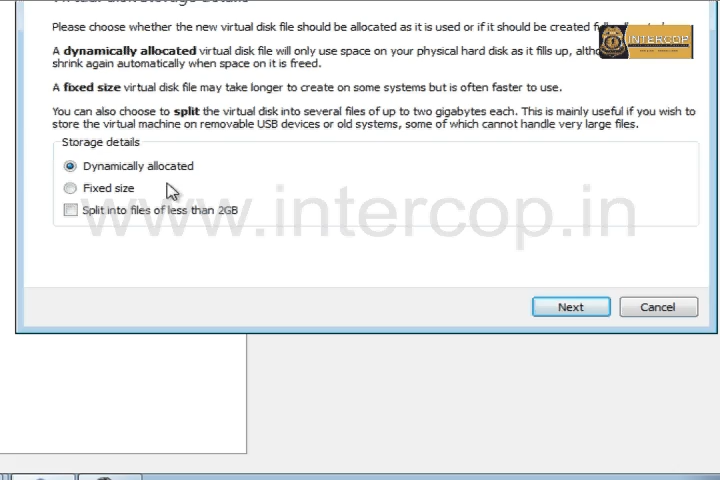 Virtual disk storage details
Please choose whether the new virtual disk file should be allocated as it is used or if it should be created
A dynamically allocated virtual disk file will only use space on your physical hard disk as it fills up,
shrink again automatically when space on it is freed.
A fixed size virtual disk file may take longer to create on some systems but is often faster to use.
You can also choose to split the virtual disk into several files of up to two gigabytes each. This is mainly useful if you wish to
store the virtual machine on removable USB devices or old systems, some of which cannot handle very large files.
Storage details
Dynamically allocated
Fixed size
Split into files of less than 2GB
www.intercop.in
Next
Cancel
INTERCOP